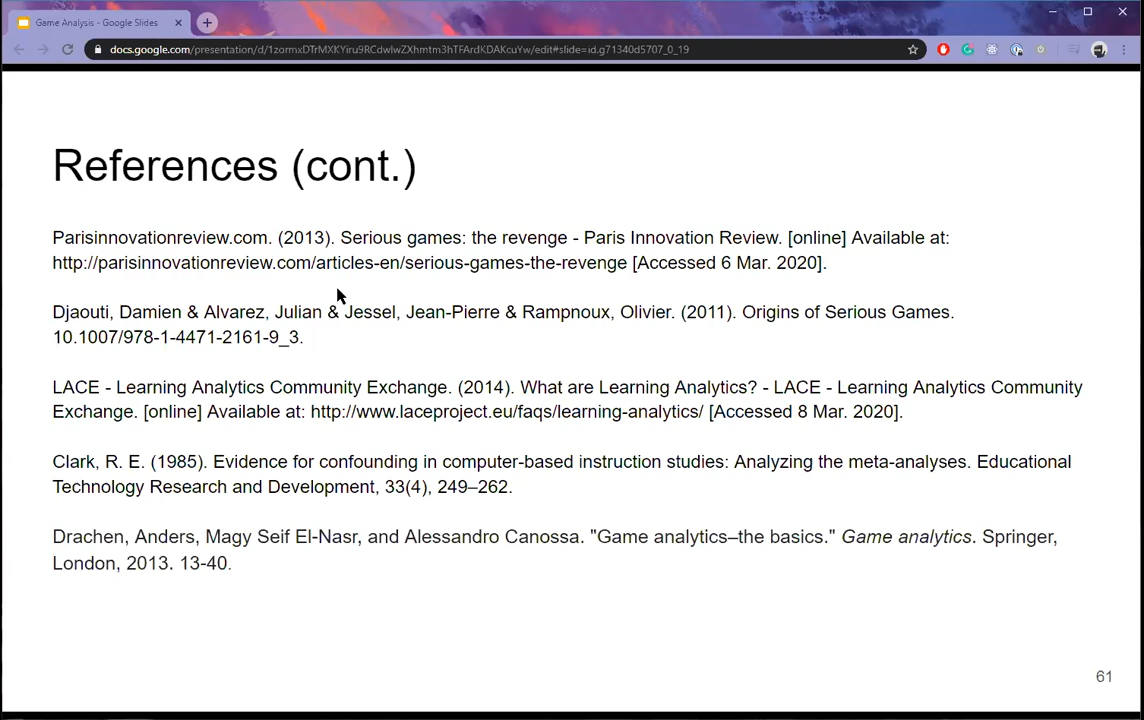 Game Analysis - Google Slides
docs.google.com/presentation/d/1zormxDTrMXKYiru9RCdwlwZXhmtm3hTFArdKDAKcuYw/edit#slide=id.g71340d5707_0_19
References (cont.)
Parisinnovationreview.com. (2013). Serious games: the revenge - Paris Innovation Review. [online] Available at:
http://parisinnovationreview.com/articles-en/serious-games-the-revenge [Accessed 6 Mar. 2020].
Djaouti, Damien & Alvarez, Julian & Jessel, Jean-Pierre & Rampnoux, Olivier. (2011). Origins of Serious Games.
10.1007/978-1-4471-2161-9_3.
LACE - Learning Analytics Community Exchange. (2014). What are Learning Analytics? - LACE - Learning Analytics Community
Exchange. [online] Available at: http://www.laceproject.eu/faqs/learning-analytics/ [Accessed 8 Mar. 2020].
Clark, R. E. (1985). Evidence for confounding in computer-based instruction studies: Analyzing the meta-analyses. Educational
Technology Research and Development, 33(4), 249–262.
Drachen, Anders, Magy Seif El-Nasr, and Alessandro Canossa. "Game analytics–the basics." Game analytics. Springer,
London, 2013. 13-40.
61